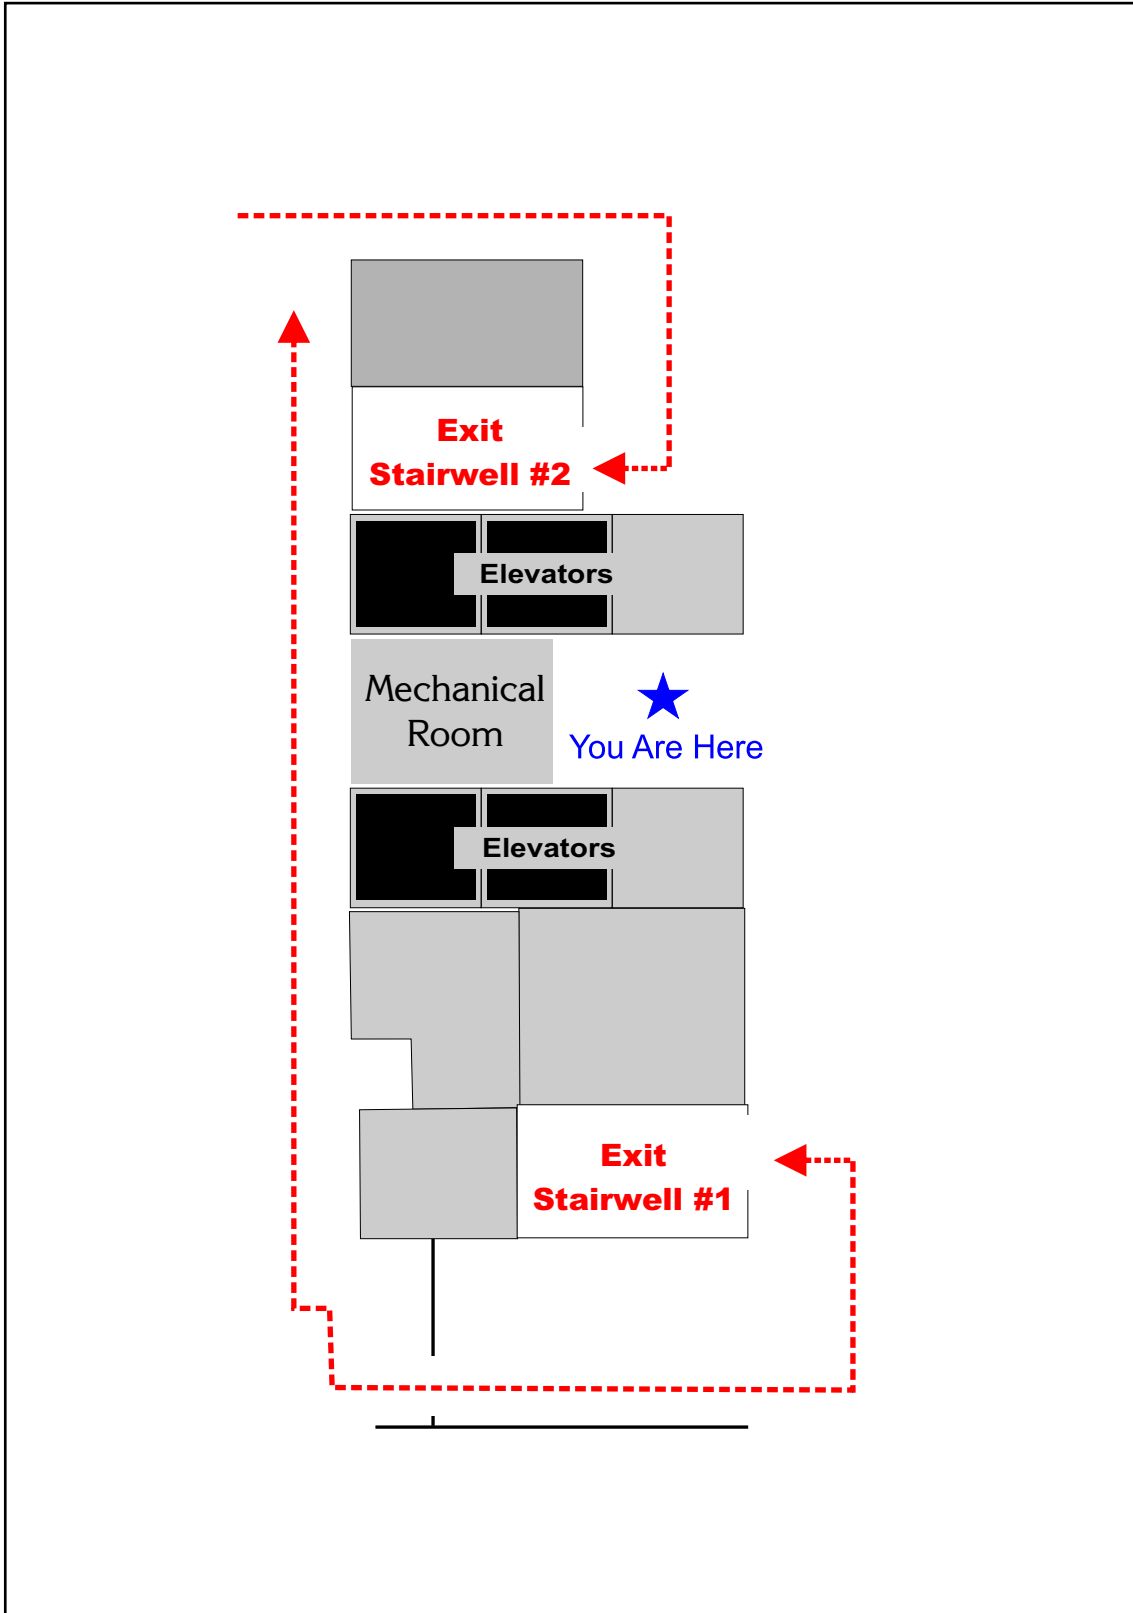 Exit
Stairwell #2
Elevators
Mechanical
Room
You Are Here
Elevators
Exit
Stairwell #1